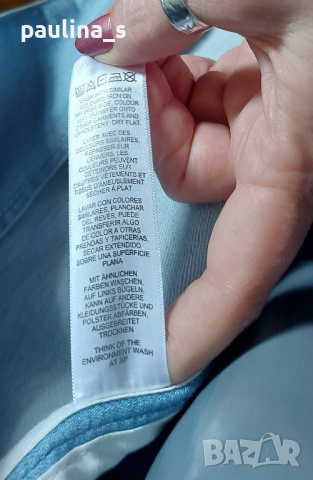 paulina_s
WASH WITH SIMILAR
COLOURS, IRON ON
REVERSE SIDE, COLOUR
MAY TRANSFER ONTO
OTHER GARMENTS AND
UPHOLSTERY. DRY FLAT.
LAVER AVEC DES
COULEURS SIMILAIRES,
REPASSER SUR
L'ENVERS, LES
COULEURS PEUVENT
DÉTEINDRE SUR
D'AUTRES VÊTEMENTS ET
TISSUS D'AMEUBLEMENT
SÉCHER À PLAT
LAVAR CON COLORES
SIMILARES, PLANCHAR
DEL REVÉS, PUEDE
TRANSFERIR ALGO
DE COLOR A OTRAS
PRENDAS Y TAPICERÍAS,
SECAR EXTENDIDO
SOBRE UNA SUPERFICIE
PLANA
MIT ÄHNLICHEN
FARBEN WASCHEN,
AUF LINKS BÜGELN,
KANN AUF ANDERE
KLEIDUNGSSTÜCKE UND
POLSTER ABFÄRBEN,
AUSGEBREITET
TROCKNEN
THINK OF THE
ENVIRONMENT WASH
AT 30°
BAZAR